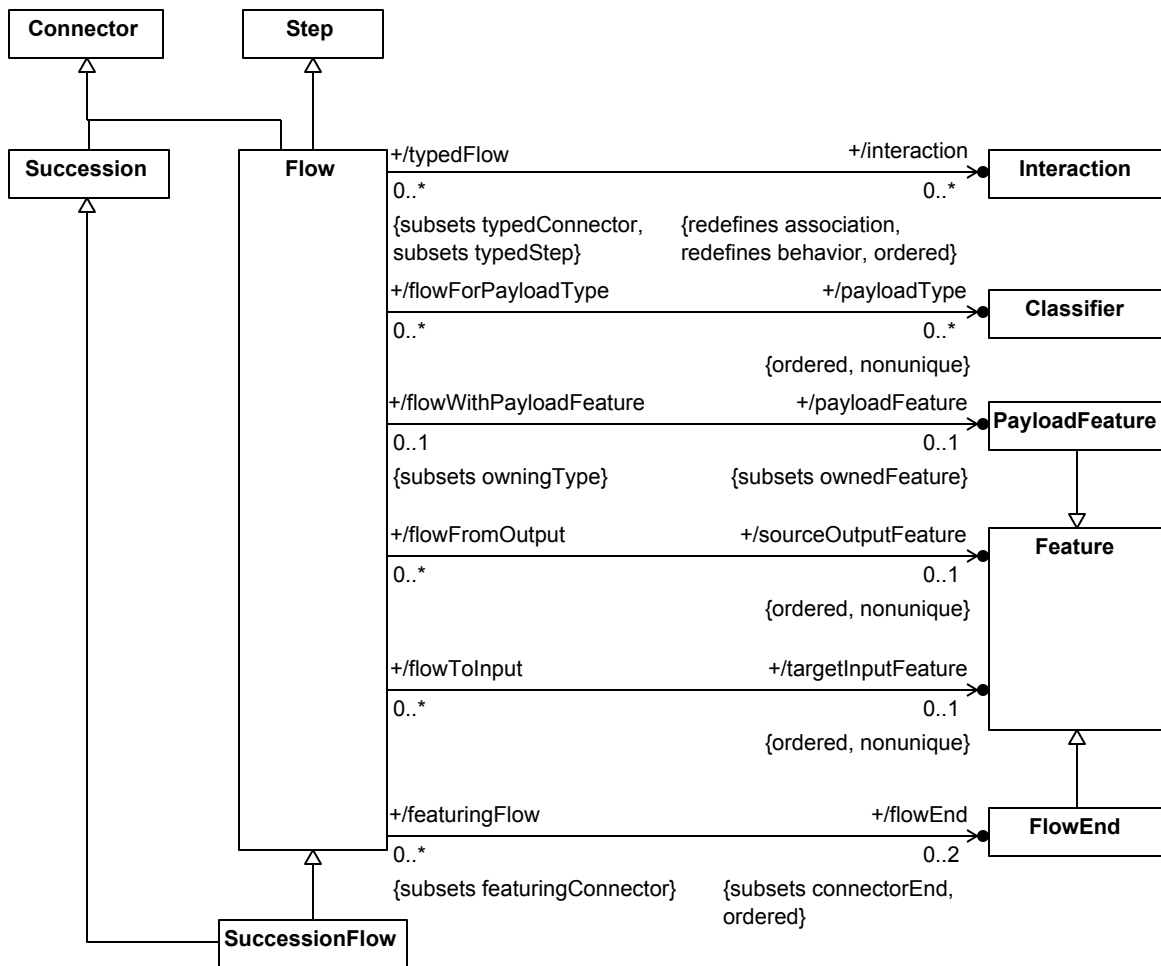 Connector
Step
Succession
Flow
+/typedFlow
+/interaction
Interaction
0..*
0..*
{subsets typedConnector,
subsets typedStep}
{redefines association,
redefines behavior, ordered}
+/flowForPayloadType
+/payloadType
Classifier
0..*
0..*
{ordered, nonunique}
+/flowWithPayloadFeature
+/payloadFeature
PayloadFeature
0..1
0..1
{subsets owningType}
{subsets ownedFeature}
+/flowFromOutput
+/sourceOutputFeature
Feature
0..*
0..1
{ordered, nonunique}
+/flowToInput
+/targetInputFeature
0..*
0..1
{ordered, nonunique}
+/featuringFlow
+/flowEnd
FlowEnd
0..*
0..2
{subsets featuringConnector}
{subsets connectorEnd,
ordered}
SuccessionFlow